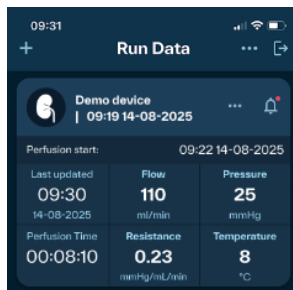 09:31
Run Data
Demo device
| 09:19 14-08-2025
Perfusion start: 09:22 14-08-2025
Last updated Flow Pressure
09:30 110 25
14-08-2025 ml/min mmHg
Perfusion Time Resistance Temperature
00:08:10 0.23 8
mmHg/mL/min °C